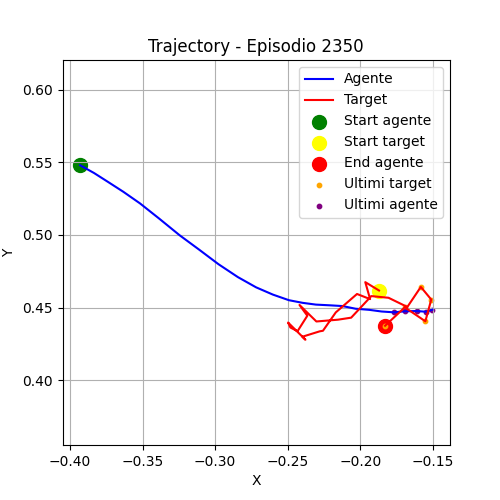 Trajectory - Episodio 2350
Agente
Target
Start agente
Start target
End agente
Ultimi target
Ultimi agente
0.60
0.55
0.50
0.45
0.40
Y
−0.40
−0.35
−0.30
−0.25
−0.20
−0.15
X